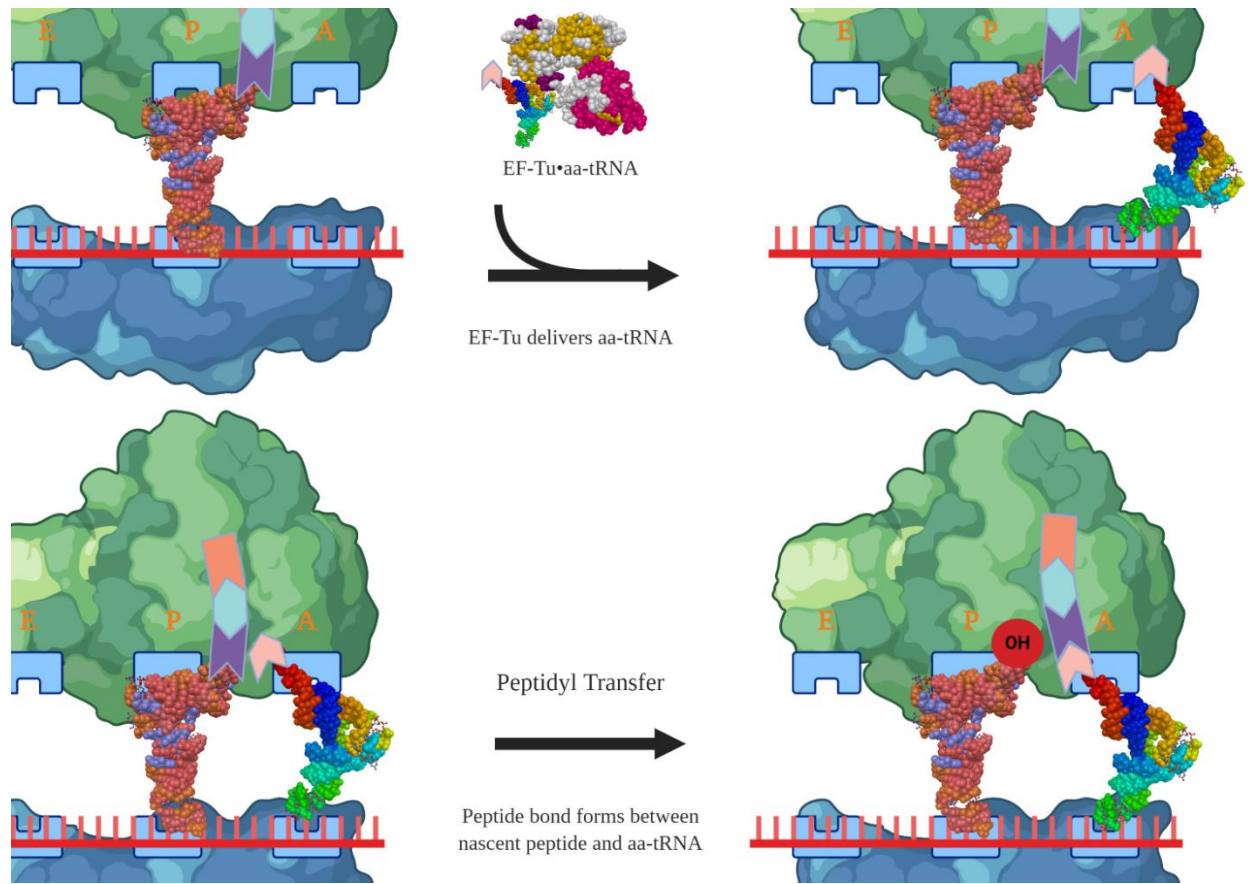 E P A
EF-Tu•aa-tRNA
E P A
EF-Tu delivers aa-tRNA
E P A
Peptidyl Transfer
Peptide bond forms between
nascent peptide and aa-tRNA
E P A
OH